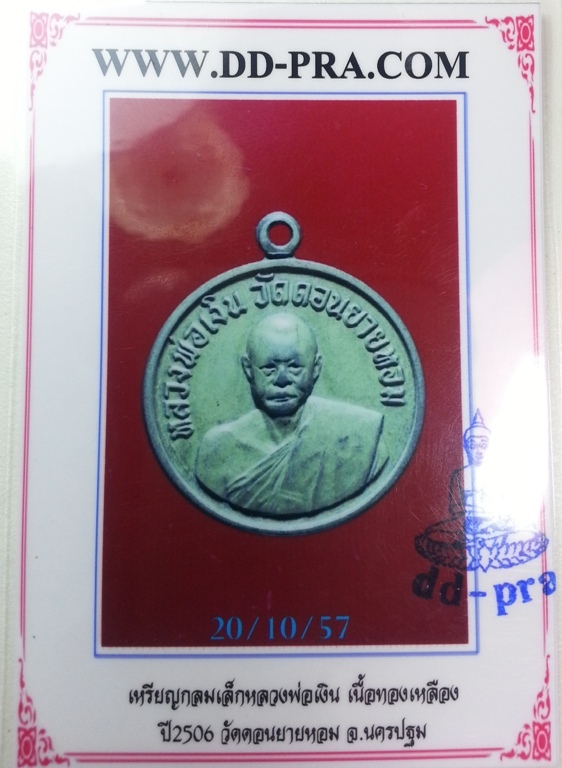 WWW.DD-PRA.COM
หลวงพ่อเงิน วัดดอนยายหอม
20/10/57
dd-pra
เหรียญกลมเล็กหลวงพ่อเงิน เนื้อทองเหลือง
ปี2506 วัดดอนยายหอม จ.นครปฐม